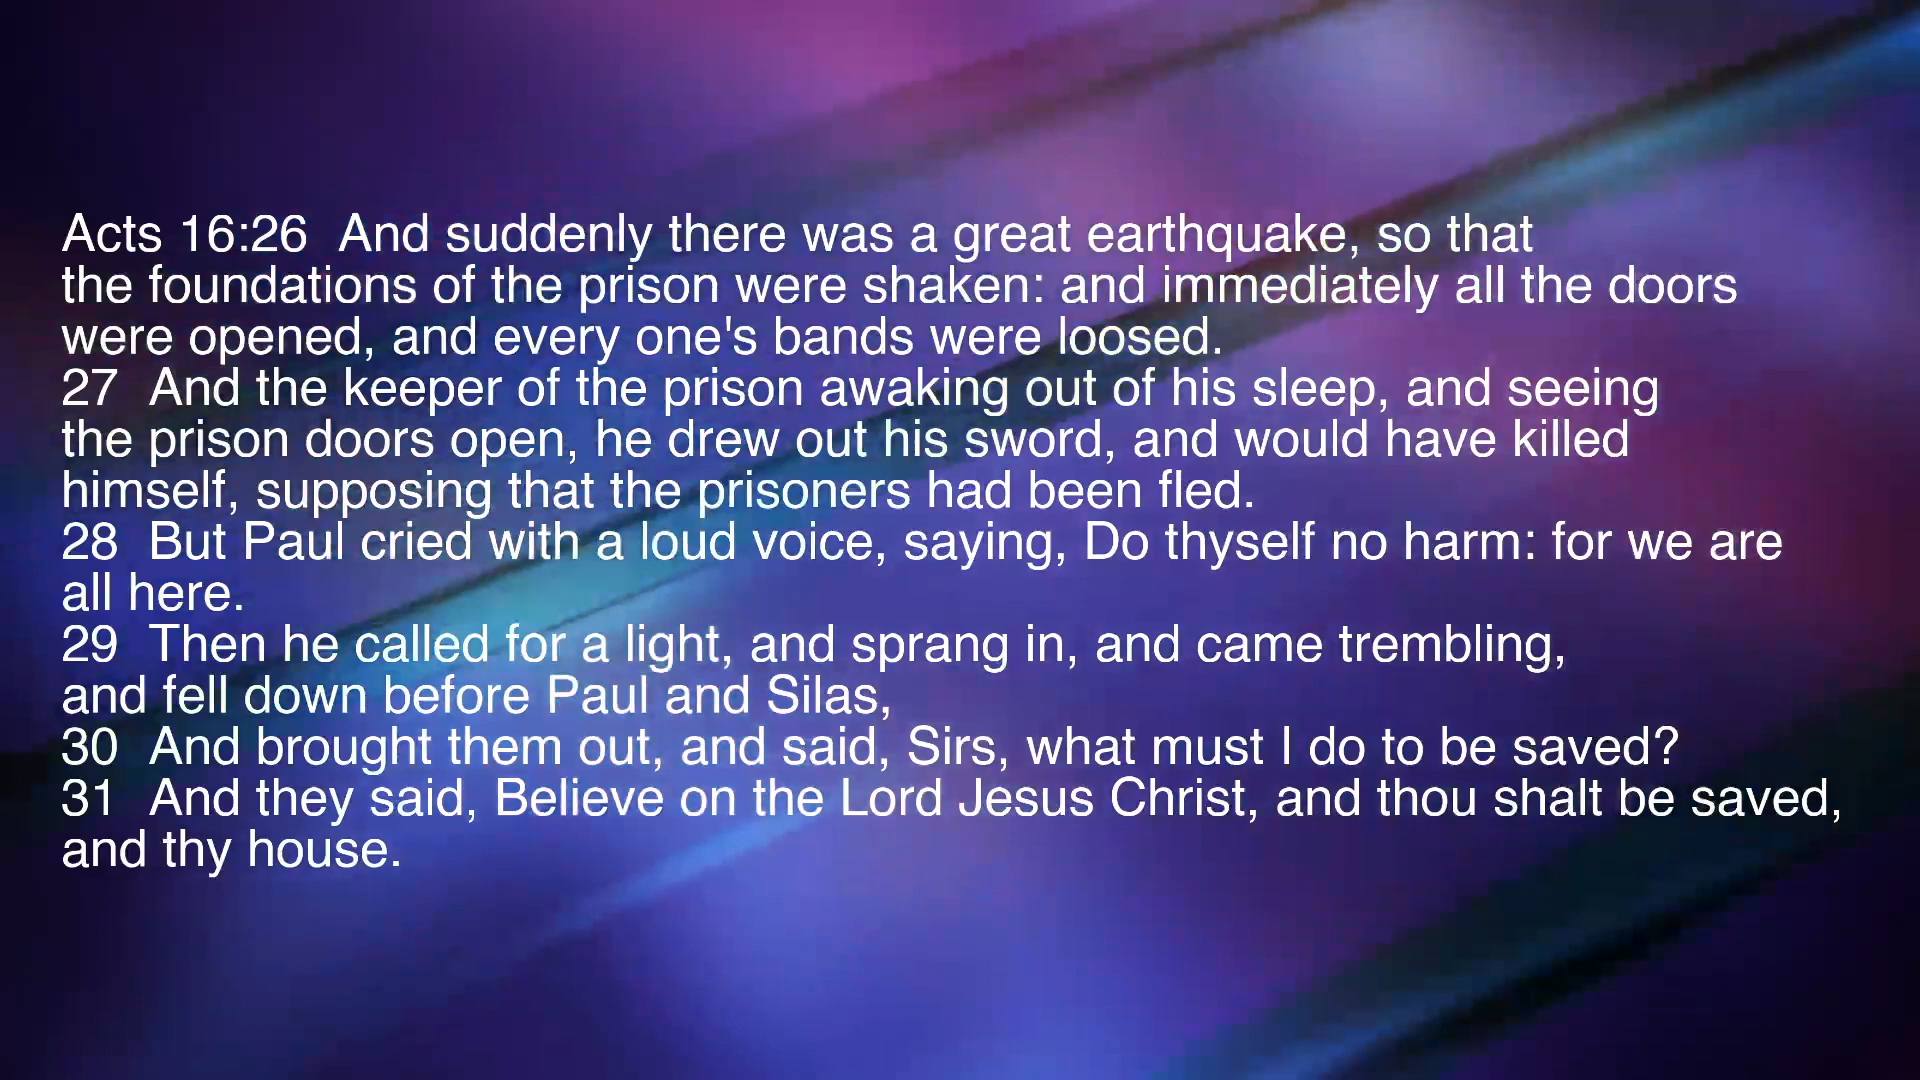 Acts 16:26  And suddenly there was a great earthquake, so that
the foundations of the prison were shaken: and immediately all the doors
were opened, and every one's bands were loosed.
27  And the keeper of the prison awaking out of his sleep, and seeing
the prison doors open, he drew out his sword, and would have killed
himself, supposing that the prisoners had been fled.
28  But Paul cried with a loud voice, saying, Do thyself no harm: for we are
all here.
29  Then he called for a light, and sprang in, and came trembling,
and fell down before Paul and Silas,
30  And brought them out, and said, Sirs, what must I do to be saved?
31  And they said, Believe on the Lord Jesus Christ, and thou shalt be saved,
and thy house.